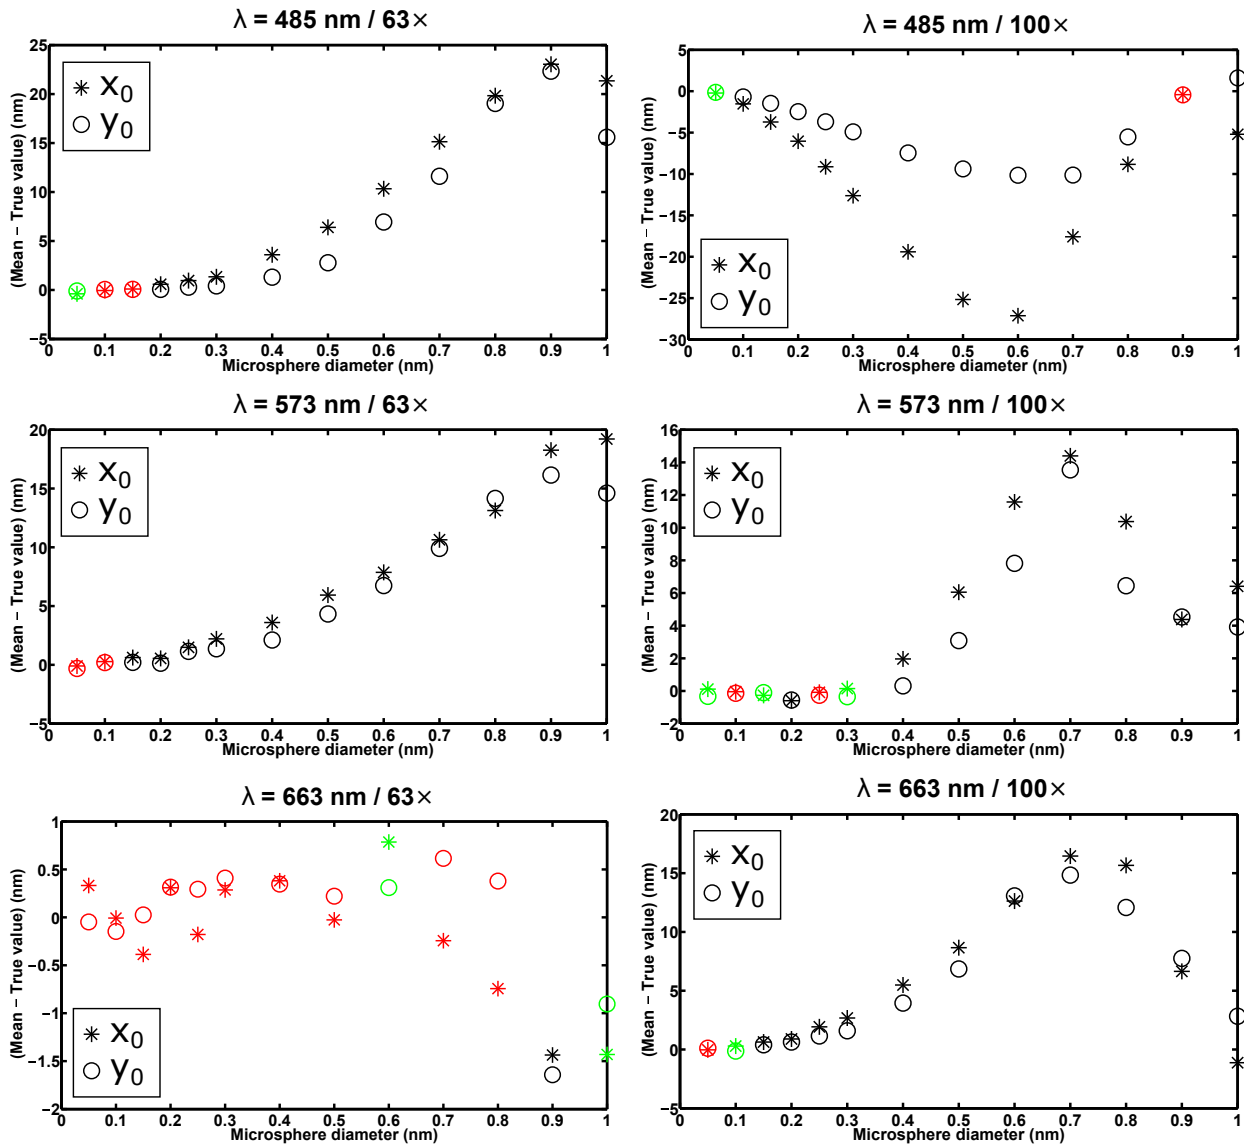 λ = 485 nm / 63×
25
20
15
10
5
0
−5
0 0.1 0.2 0.3 0.4 0.5 0.6 0.7 0.8 0.9 1
(Mean − True value) (nm)
Microsphere diameter (nm)
x0
y0
λ = 485 nm / 100×
5
0
−5
−10
−15
−20
−25
−30
0 0.1 0.2 0.3 0.4 0.5 0.6 0.7 0.8 0.9 1
(Mean − True value) (nm)
Microsphere diameter (nm)
x0
y0
λ = 573 nm / 63×
20
15
10
5
0
−5
0 0.1 0.2 0.3 0.4 0.5 0.6 0.7 0.8 0.9 1
(Mean − True value) (nm)
Microsphere diameter (nm)
x0
y0
λ = 573 nm / 100×
16
14
12
10
8
6
4
2
0
−2
0 0.1 0.2 0.3 0.4 0.5 0.6 0.7 0.8 0.9 1
(Mean − True value) (nm)
Microsphere diameter (nm)
x0
y0
λ = 663 nm / 63×
1
0.5
0
−0.5
−1
−1.5
−2
0 0.1 0.2 0.3 0.4 0.5 0.6 0.7 0.8 0.9 1
(Mean − True value) (nm)
Microsphere diameter (nm)
x0
y0
λ = 663 nm / 100×
20
15
10
5
0
−5
0 0.1 0.2 0.3 0.4 0.5 0.6 0.7 0.8 0.9 1
(Mean − True value) (nm)
Microsphere diameter (nm)
x0
y0